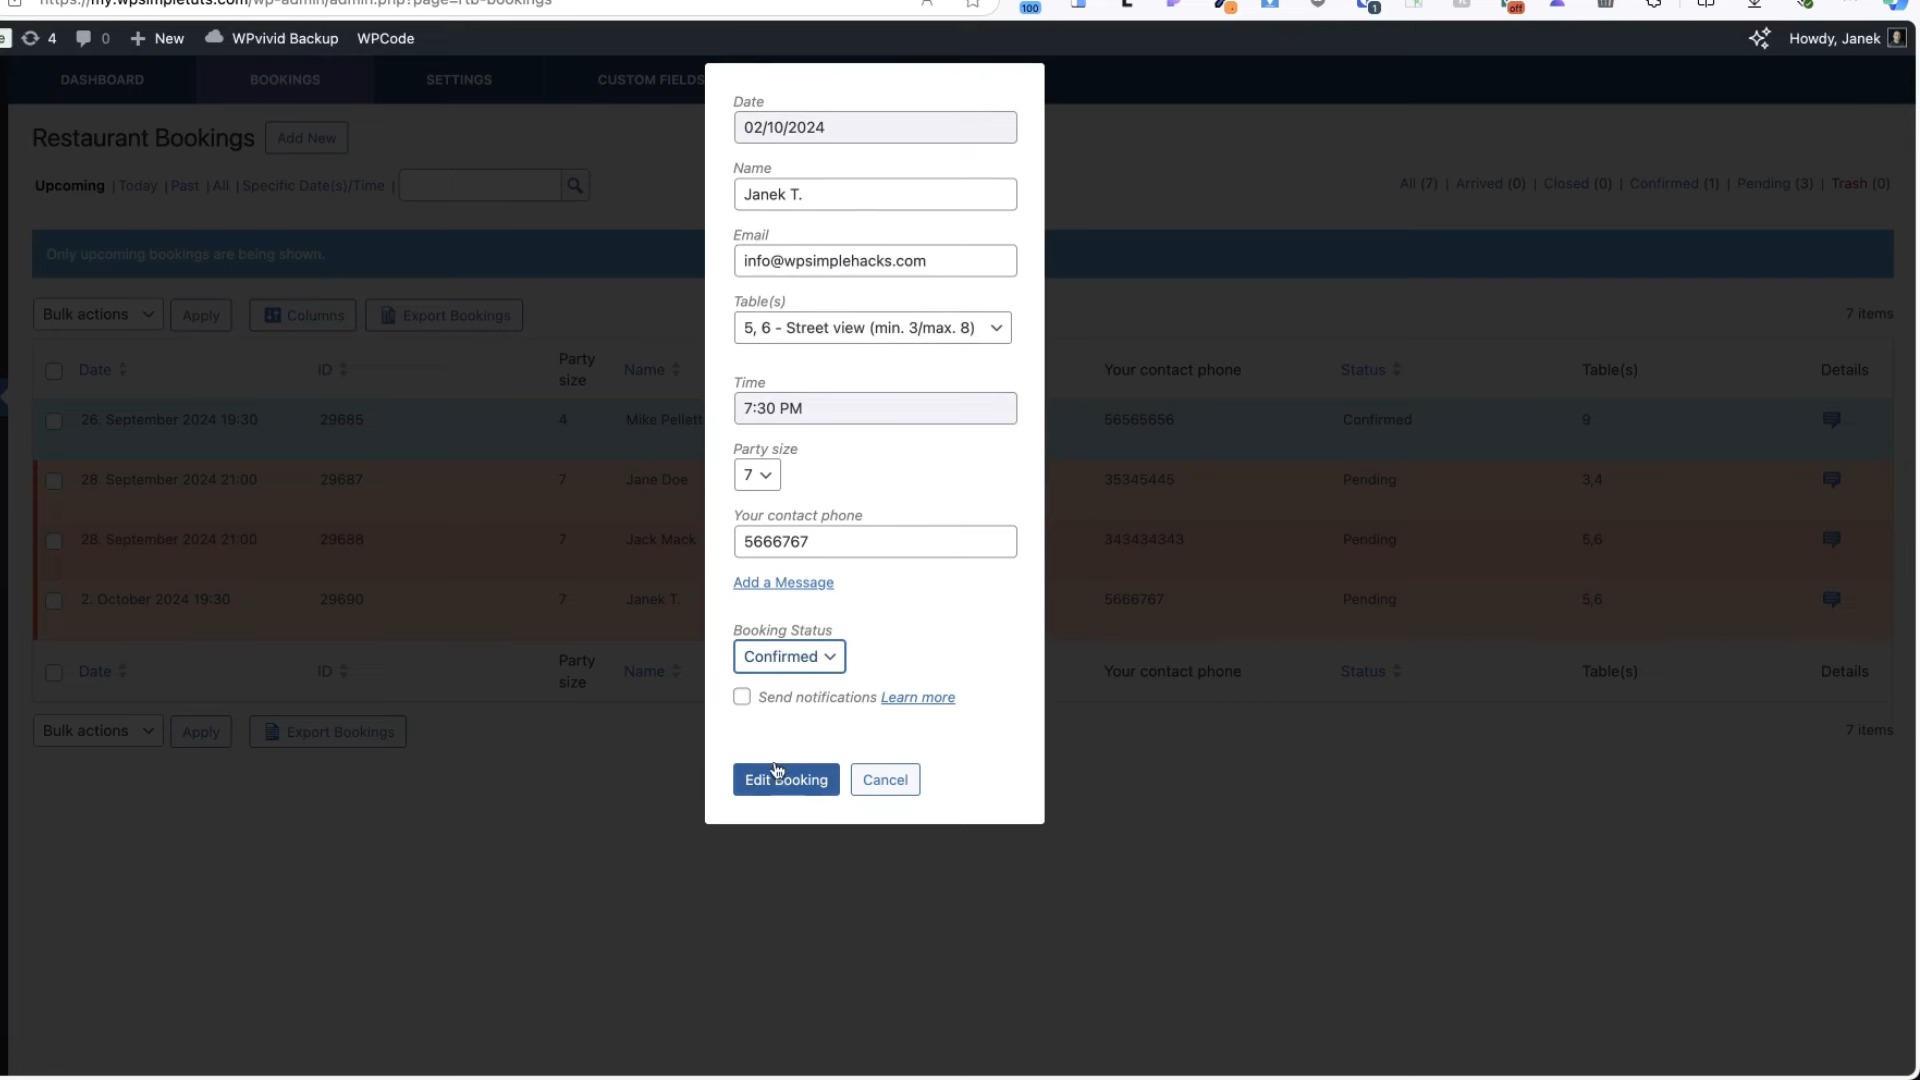 https://my.wpsimpletuts.com/wp-admin/admin.php?page=rtb-bookings
100 1 off
4 0 New WPvivid Backup WPCode Howdy, Janek
DASHBOARD BOOKINGS SETTINGS CUSTOM FIELDS
Restaurant Bookings Add New
Upcoming | Today | Past | All | Specific Date(s)/Time |
All (7) | Arrived (0) | Closed (0) | Confirmed (1) | Pending (3) | Trash (0)
Only upcoming bookings are being shown.
Bulk actions Apply Columns Export Bookings 7 items
Date ID Party size Name Your contact phone Status Table(s) Details
26. September 2024 19:30 29685 4 Mike Pellett 56565656 Confirmed 9
28. September 2024 21:00 29687 7 Jane Doe 35345445 Pending 3,4
28. September 2024 21:00 29688 7 Jack Mack 343434343 Pending 5,6
2. October 2024 19:30 29690 7 Janek T. 5666767 Pending 5,6
Date ID Party size Name Your contact phone Status Table(s) Details
Bulk actions Apply Export Bookings 7 items
Date
02/10/2024
Name
Janek T.
Email
info@wpsimplehacks.com
Table(s)
5, 6 - Street view (min. 3/max. 8)
Time
7:30 PM
Party size
7
Your contact phone
5666767
Add a Message
Booking Status
Confirmed
Send notifications Learn more
Edit Booking Cancel